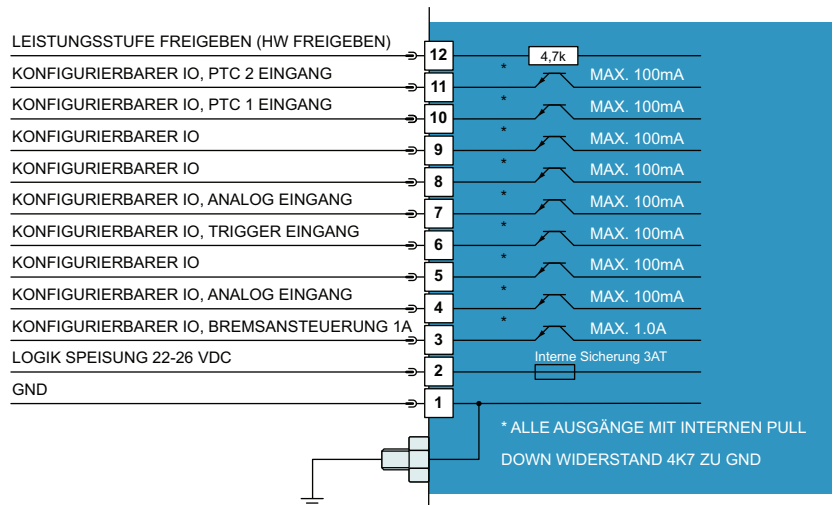 LEISTUNGSSTUFE FREIGEBEN (HW FREIGEBEN) 12 4,7k
KONFIGURIERBARER IO, PTC 2 EINGANG 11 * MAX. 100mA
KONFIGURIERBARER IO, PTC 1 EINGANG 10 * MAX. 100mA
KONFIGURIERBARER IO 9 * MAX. 100mA
KONFIGURIERBARER IO 8 * MAX. 100mA
KONFIGURIERBARER IO, ANALOG EINGANG 7 * MAX. 100mA
KONFIGURIERBARER IO, TRIGGER EINGANG 6 * MAX. 100mA
KONFIGURIERBARER IO 5 * MAX. 100mA
KONFIGURIERBARER IO, ANALOG EINGANG 4 * MAX. 100mA
KONFIGURIERBARER IO, BREMSANSTEUERUNG 1A 3 * MAX. 1.0A
LOGIK SPEISUNG 22-26 VDC 2 Interne Sicherung 3AT
GND 1
* ALLE AUSGÄNGE MIT INTERNEN PULL
DOWN WIDERSTAND 4K7 ZU GND